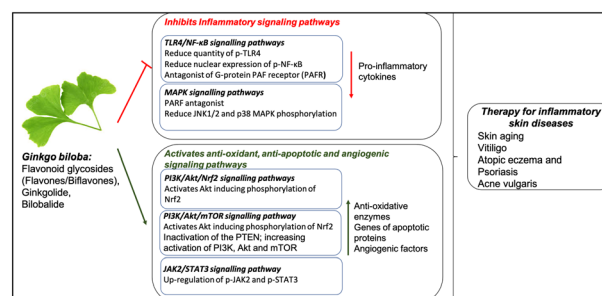 Inhibits Inflammatory signaling pathways
TLR4/NF-κB signalling pathways
Reduce quantity of p-TLR4
Reduce nuclear expression of p-NF-κB
Antagonist of G-protein PAF receptor (PAFR)
MAPK signalling pathways
PARF antagonist
Reduce JNK1/2 and p38 MAPK phosphorylation
Pro-inflammatory
cytokines
Ginkgo biloba:
Flavonoid glycosides
(Flavones/Biflavones),
Ginkgolide,
Bilobalide
Activates anti-oxidant, anti-apoptotic and angiogenic
signaling pathways
PI3K/Akt/Nrf2 signalling pathways
Activates Akt inducing phosphorylation of
Nrf2
PI3K/Akt/mTOR signalling pathway
Activates Akt inducing phosphorylation of Nrf2
Inactivation of the PTEN; increasing
activation of PI3K, Akt and mTOR
JAK2/STAT3 signalling pathway
Up-regulation of p-JAK2 and p-STAT3
Anti-oxidative
enzymes
Genes of apoptotic
proteins
Angiogenic factors
Therapy for inflammatory
skin diseases
Skin aging
Vitiligo
Atopic eczema and
Psoriasis
Acne vulgaris